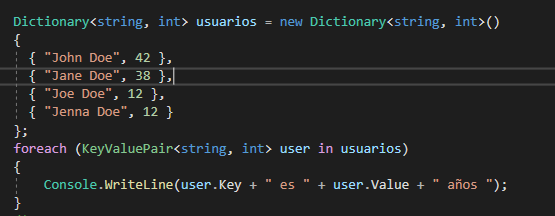 Dictionary<string, int> usuarios = new Dictionary<string, int>()
{
{ "John Doe", 42 },
{ "Jane Doe", 38 },
{ "Joe Doe", 12 },
{ "Jenna Doe", 12 }
};
foreach (KeyValuePair<string, int> user in usuarios)
{
Console.WriteLine(user.Key + " es " + user.Value + " años ");
}